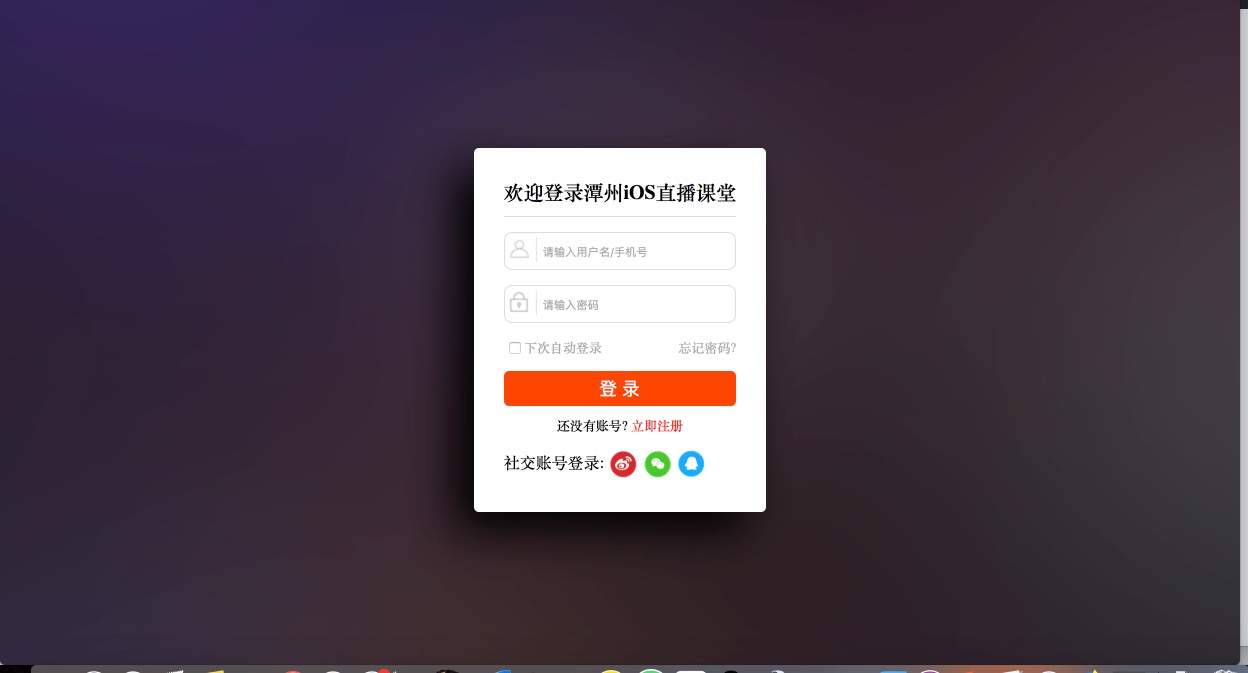 欢迎登录潭州iOS直播课堂
请输入用户名/手机号
请输入密码
下次自动登录 忘记密码?
登 录
还没有账号? 立即注册
社交账号登录: